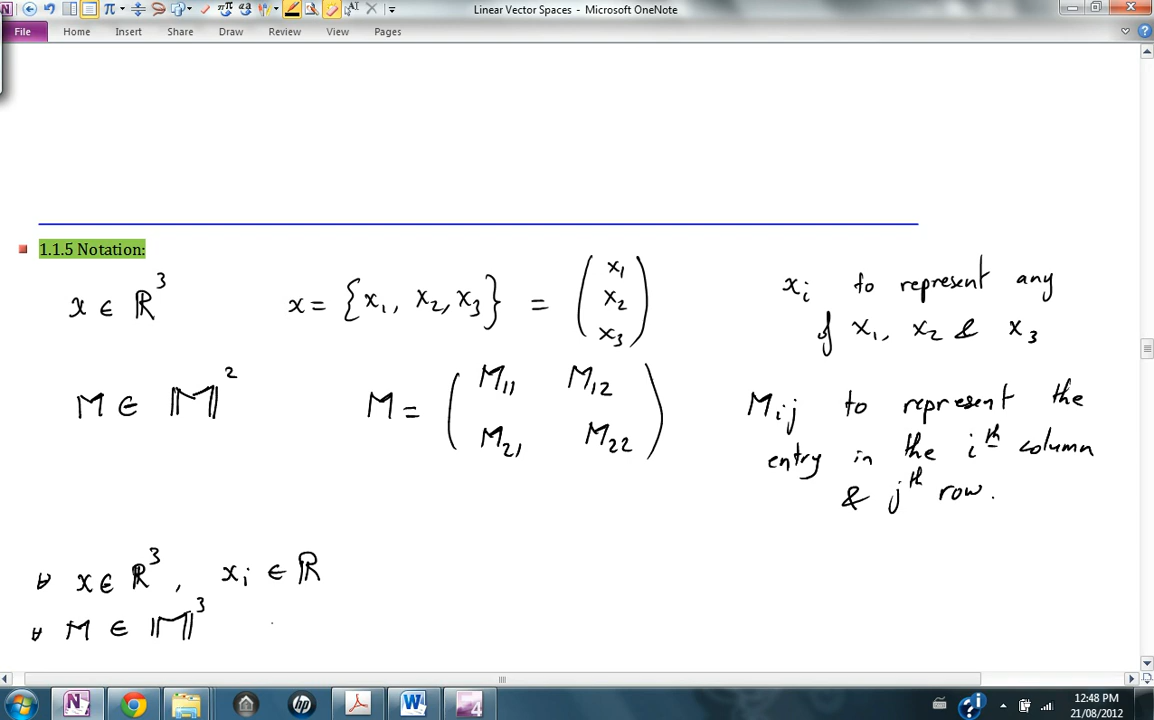 Linear Vector Spaces - Microsoft OneNote
File Home Insert Share Draw Review View Pages
1.1.5 Notation:
x ∈ ℝ³ x = {x₁, x₂, x₃} = (x₁ x₂ x₃)
xᵢ to represent any
of x₁, x₂ & x₃
M ∈ 𝕄² M = (M₁₁ M₁₂
M₂₁ M₂₂)
Mᵢⱼ to represent the
entry in the iᵗʰ column
& jᵗʰ row.
∀ x ∈ ℝ³, xᵢ ∈ ℝ
∀ M ∈ 𝕄³
12:48 PM
21/08/2012